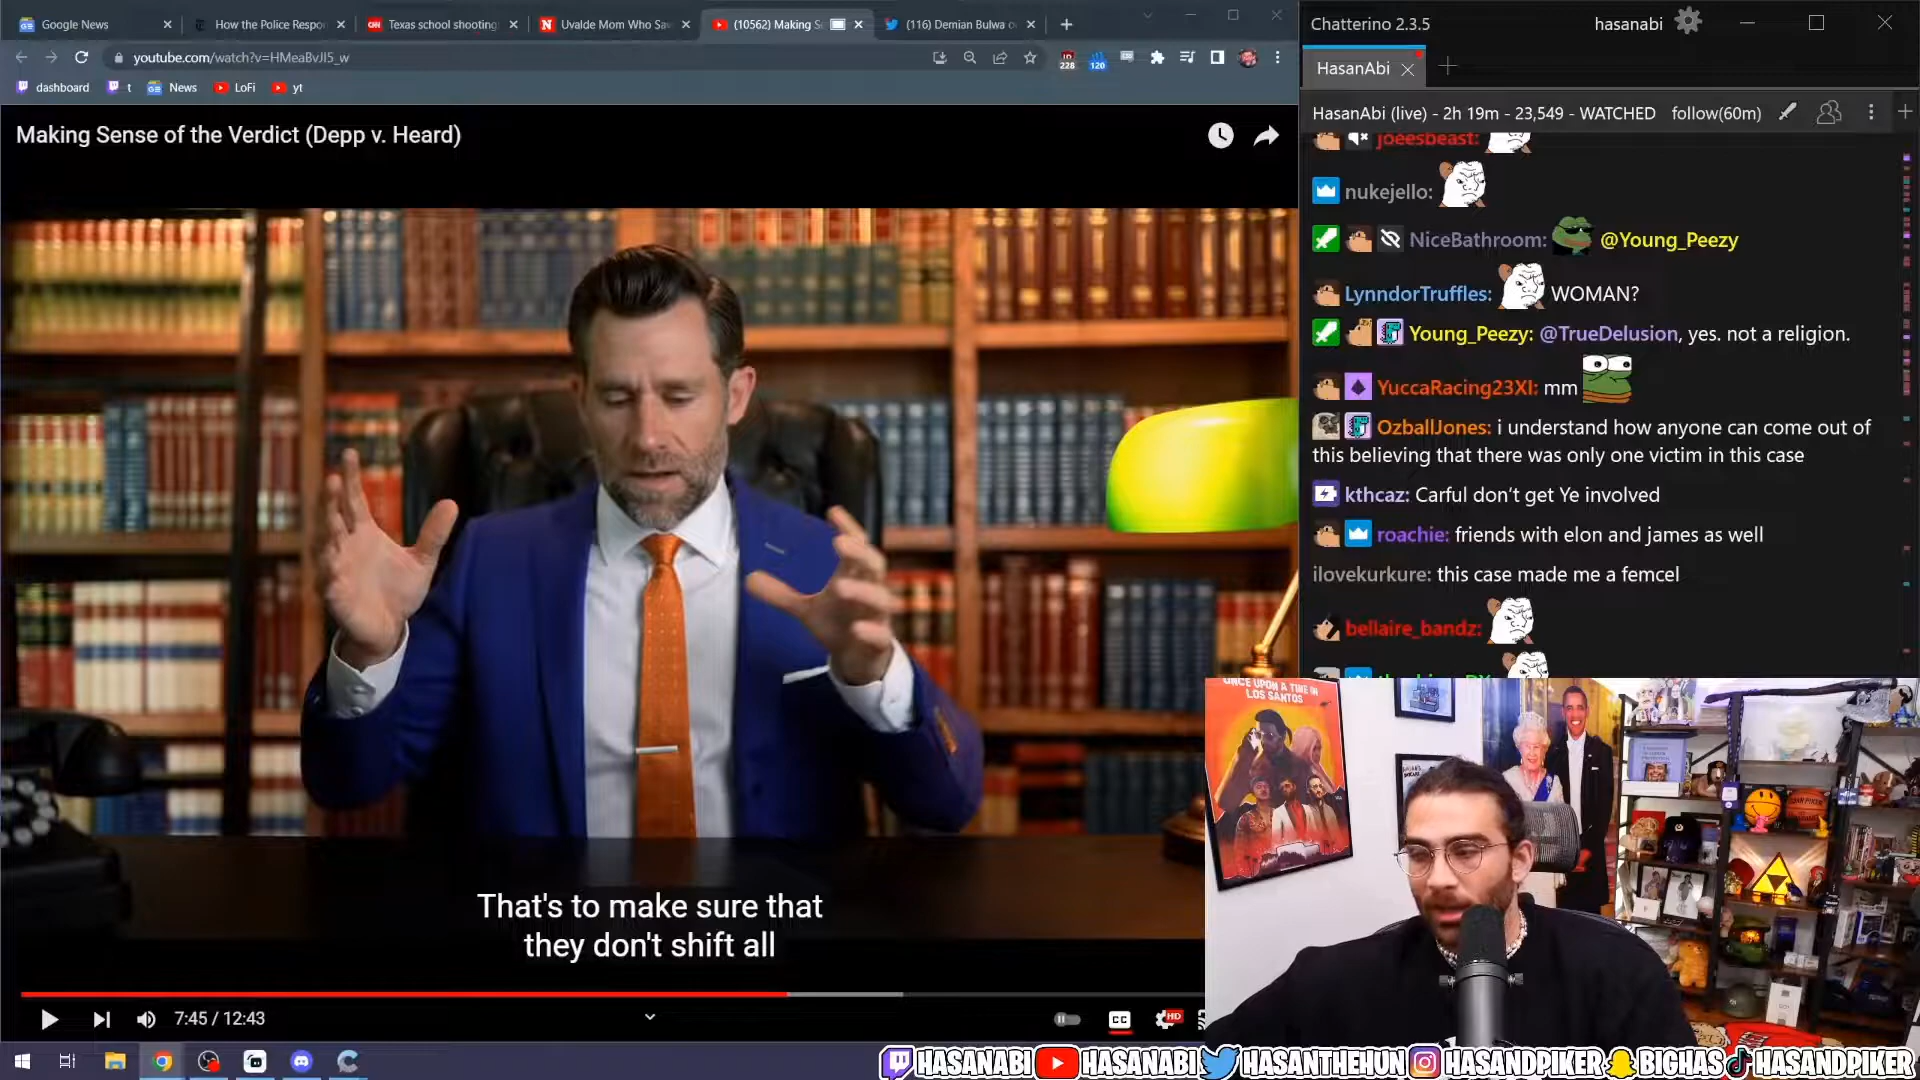 Google News
How the Police Respo
Texas school shooting
Uvalde Mom Who Sa
(10562) Making S
(116) Demian Bulwa o
youtube.com/watch?v=HMeaBvJI5_w
228
120
dashboard
t
News
LoFi
yt
Making Sense of the Verdict (Depp v. Heard)
That's to make sure that
they don't shift all
7:45 / 12:43
CC
HD
Chatterino 2.3.5
hasanabi
HasanAbi
HasanAbi (live) - 2h 19m - 23,549 - WATCHED
follow(60m)
joeesbeast:
nukejello:
NiceBathroom: @Young_Peezy
LynndorTruffles: WOMAN?
Young_Peezy: @TrueDelusion, yes. not a religion.
YuccaRacing23XI: mm
OzballJones: i understand how anyone can come out of
this believing that there was only one victim in this case
kthcaz: Carful don't get Ye involved
roachie: friends with elon and james as well
ilovekurkure: this case made me a femcel
bellaire_bandz:
ONCE UPON A TIME IN
LOS SANTOS
HASANABI
HASANABI
HASANTHEHUN
HASANDPIKER
BIGHAS
HASANDPIKER